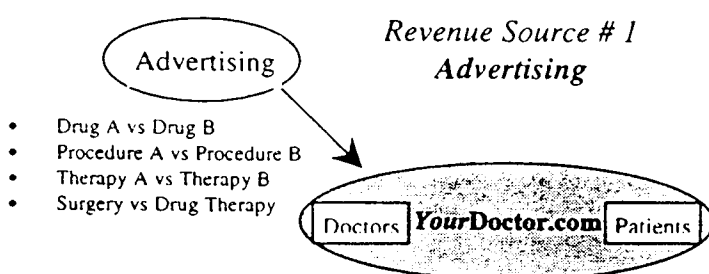 Revenue Source # 1
Advertising
Advertising
• Drug A vs Drug B
• Procedure A vs Procedure B
• Therapy A vs Therapy B
• Surgery vs Drug Therapy
Doctors YourDoctor.com Patients